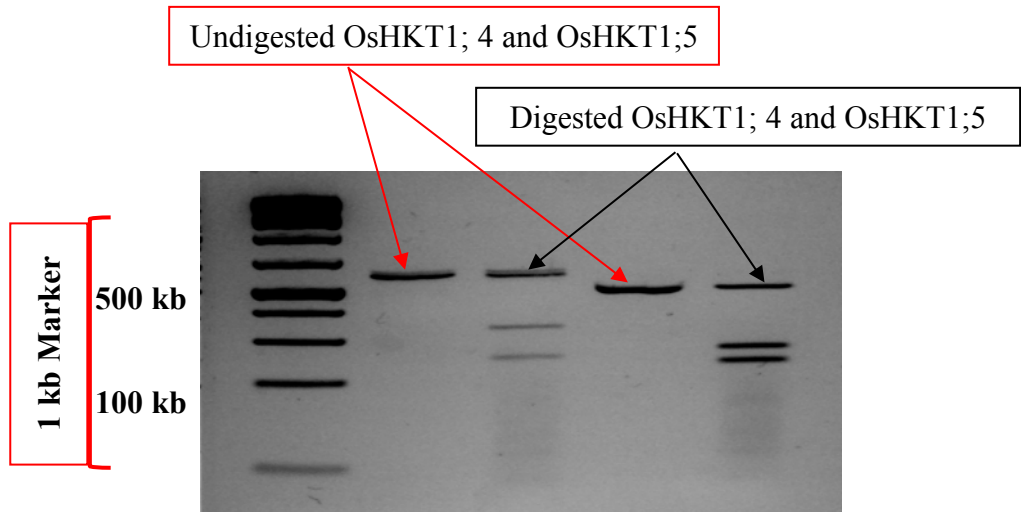 Undigested OsHKT1; 4 and OsHKT1;5
Digested OsHKT1; 4 and OsHKT1;5
1 kb Marker
500 kb
100 kb